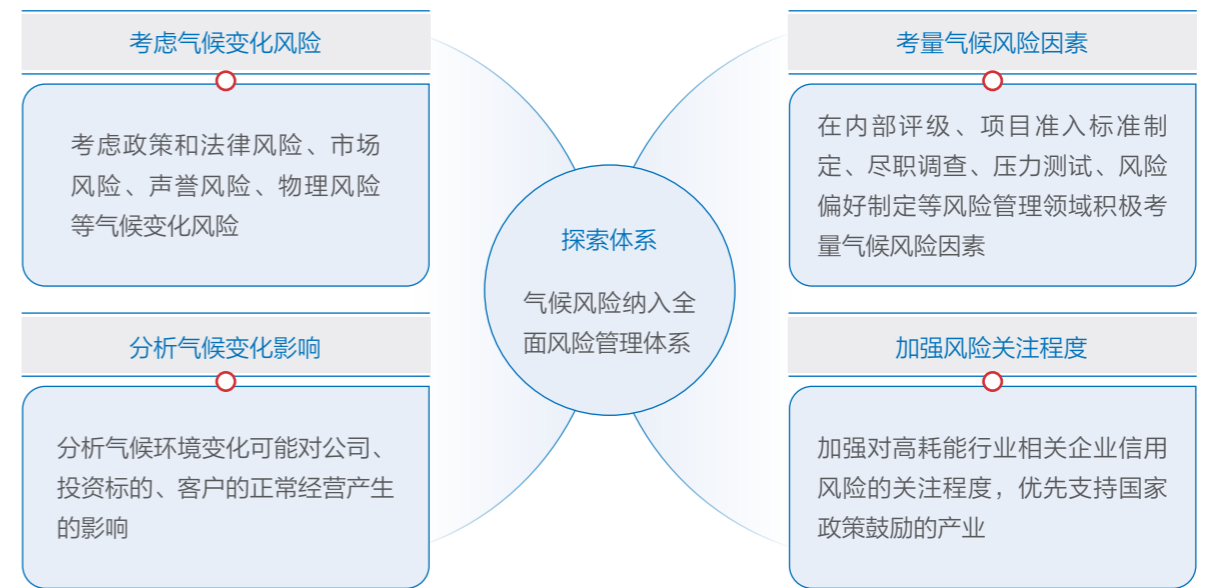 考虑气候变化风险
考虑政策和法律风险、市场
风险、声誉风险、物理风险
等气候变化风险
分析气候变化影响
分析气候环境变化可能对公司、
投资标的、客户的正常经营产生
的影响
探索体系
气候风险纳入全
面风险管理体系
考量气候风险因素
在内部评级、项目准入标准制
定、尽职调查、压力测试、风险
偏好制定等风险管理领域积极考
量气候风险因素
加强风险关注程度
加强对高耗能行业相关企业信用
风险的关注程度，优先支持国家
政策鼓励的产业